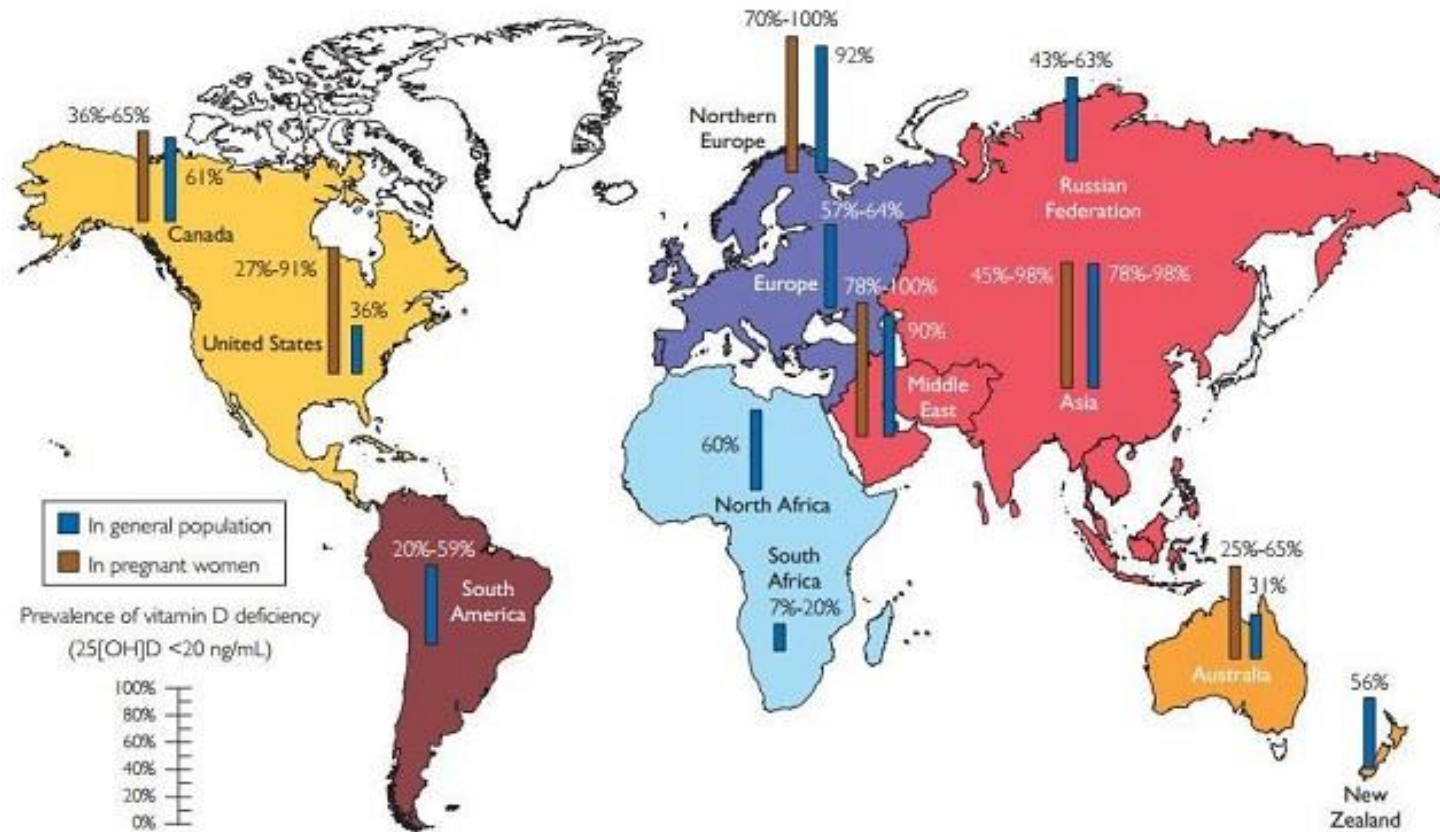 70%-100%
92%
43%-63%
36%-65%
Northern
Europe
61%
Canada
Russian
Federation
57%-64%
27%-91%
Europe
78%-100%
45%-98%
78%-98%
36%
United States
90%
Middle
East
Asia
60%
North Africa
In general population
In pregnant women
20%-59%
South
America
South
Africa
7%-20%
25%-65%
31%
Prevalence of vitamin D deficiency
(25[OH]D <20 ng/mL)
Australia
100%
80%
60%
40%
20%
0%
56%
New
Zealand